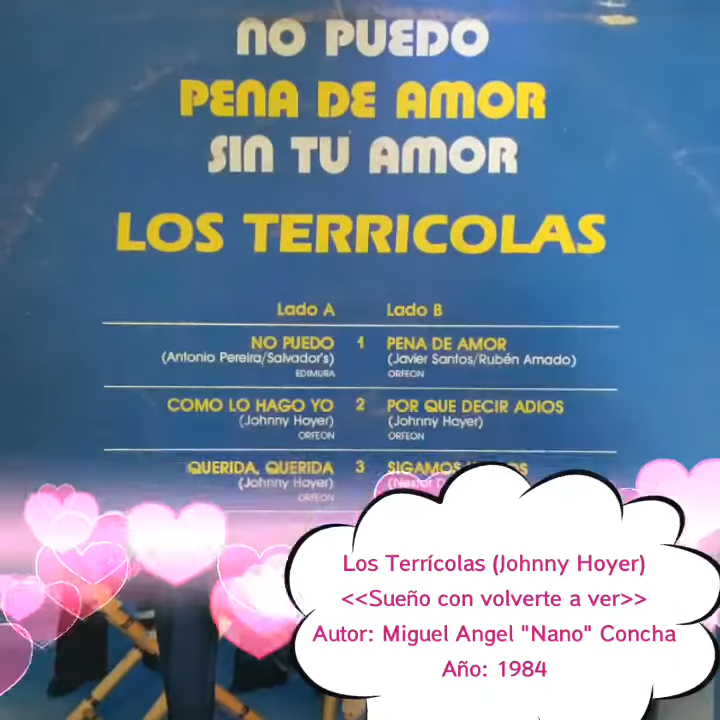 NO PUEDO
PENA DE AMOR
SIN TU AMOR
LOS TERRICOLAS
Lado A Lado B
NO PUEDO 1 PENA DE AMOR
(Antonio Pereira/Salvador's) (Javier Santos/Rubén Amado)
EDIMURA ORFEON
COMO LO HAGO YO 2 POR QUE DECIR ADIOS
(Johnny Hoyer) (Johnny Hoyer)
ORFEON ORFEON
QUERIDA, QUERIDA 3 SIGAMOS
(Johnny Hoyer)
ORFEON
Los Terrícolas (Johnny Hoyer)
<<Sueño con volverte a ver>>
Autor: Miguel Angel "Nano" Concha
Año: 1984